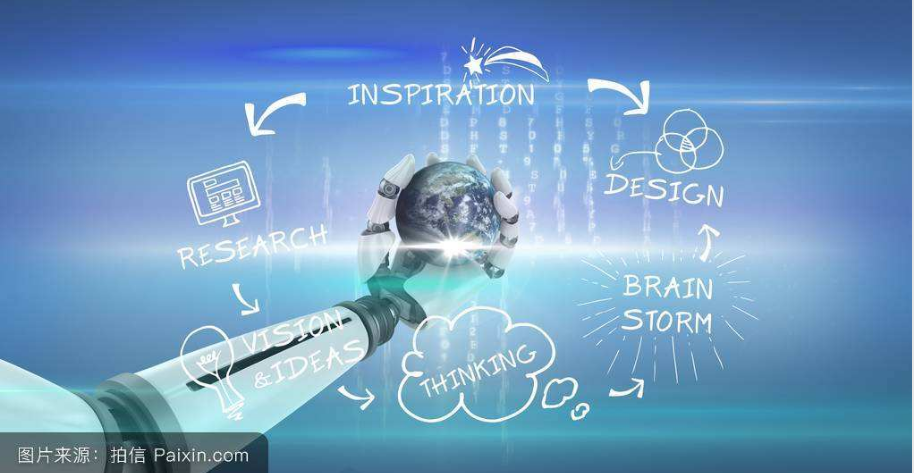 INSPIRATION
DESIGN
RESEARCH
BRAIN
STORM
VISION
&IDEAS
THINKING
图片来源：拍信 Paixin.com